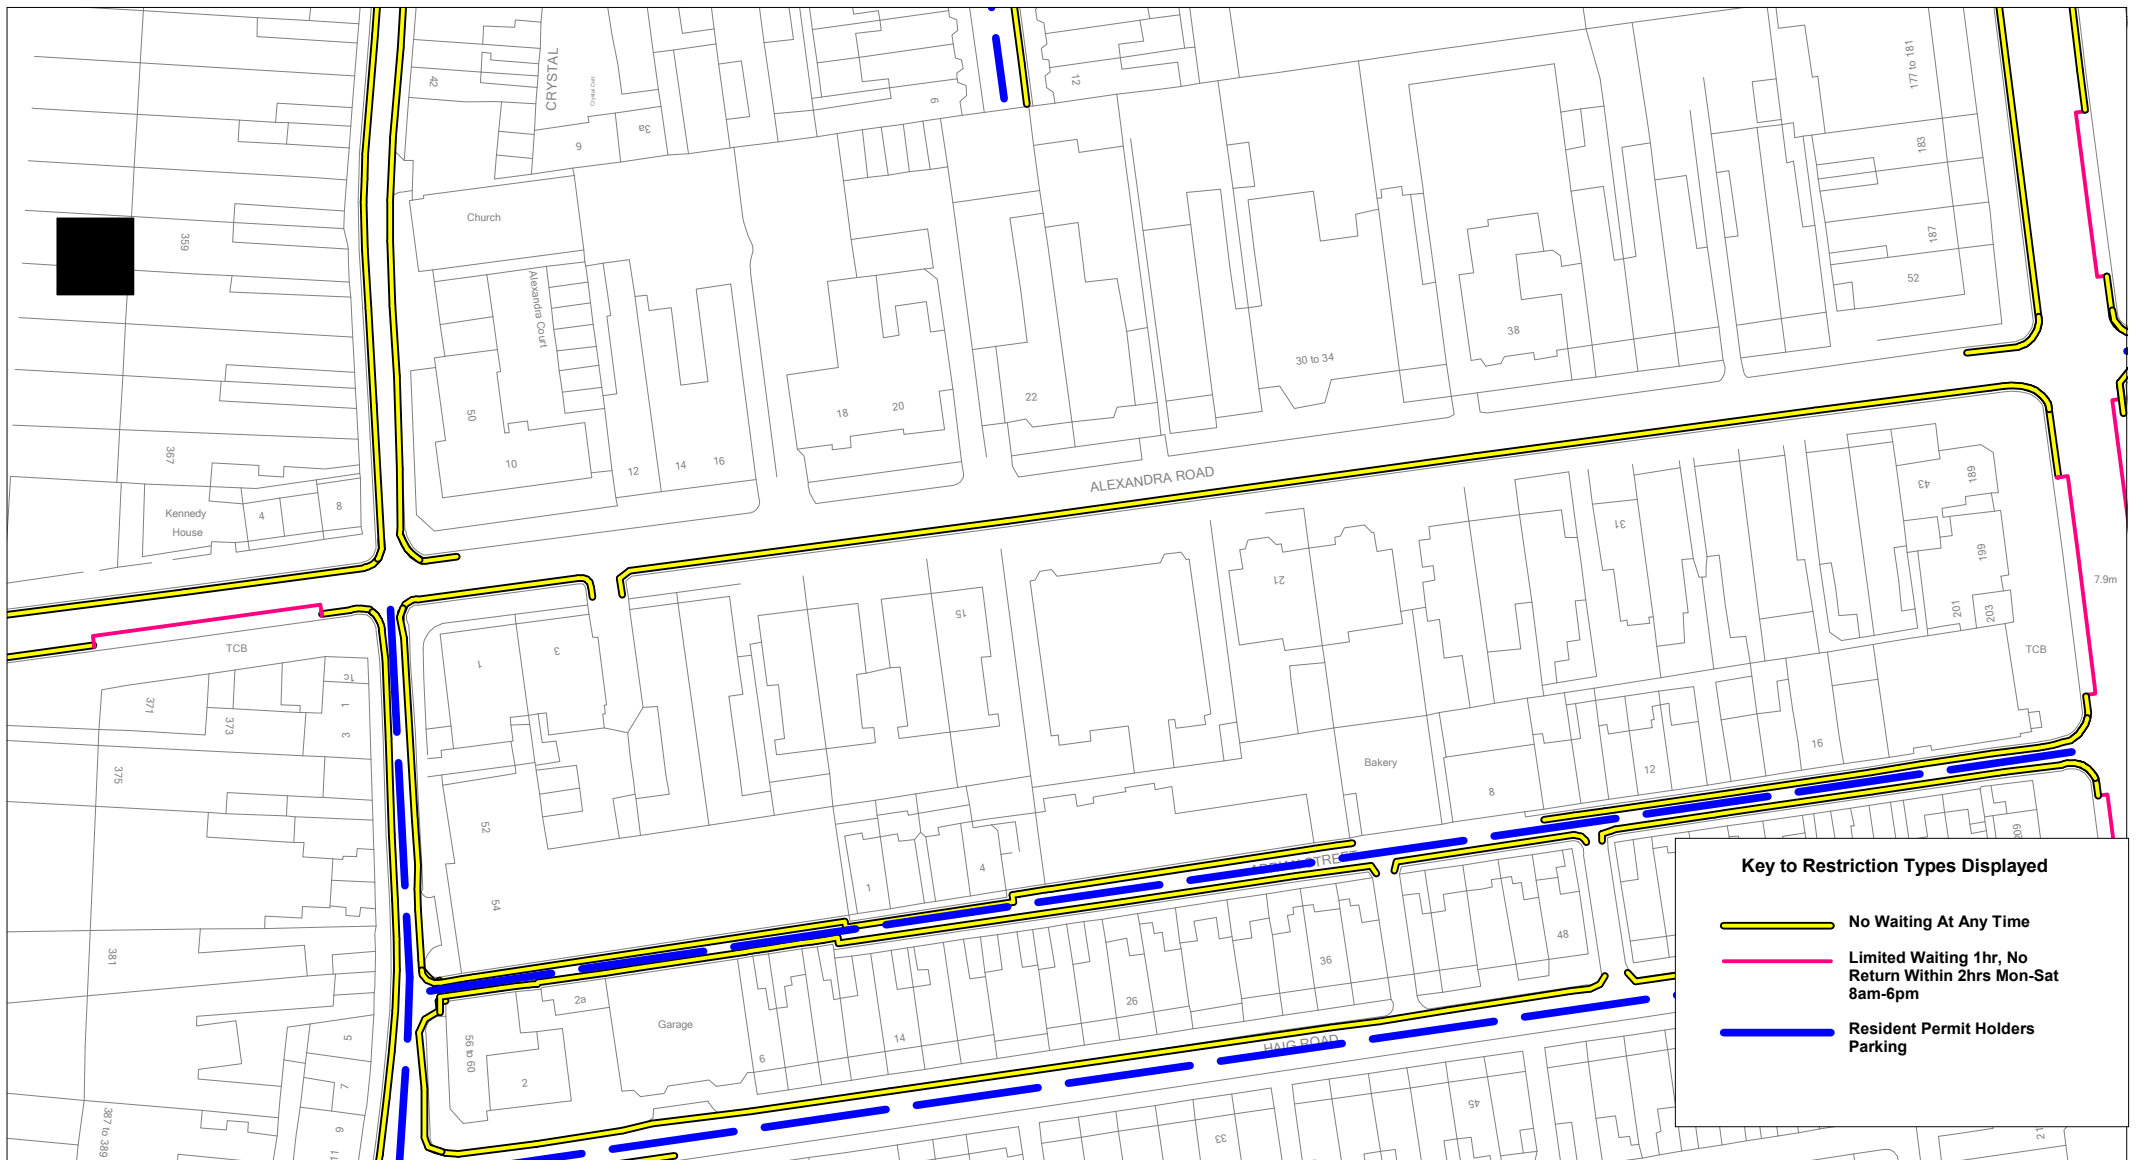 CRYSTAL
Crystal Cort
42
6
3a
6
12
177 to 181
183
187
52
Church
359
Alexandra Court
50
10
12
14
16
18
20
22
30 to 34
38
367
Kennedy
House
4
8
ALEXANDRA ROAD
43
189
199
201
203
7.9m
TCB
31
21
15
1
3
TCB
1c
1
3
371
373
375
52
54
381
Bakery
8
12
16
1
4
STREET
48
36
26
14
6
Garage
2a
2
56 to 60
HAIG ROAD
5
7
9
11
387 to 389
33
45
209
Key to Restriction Types Displayed
No Waiting At Any Time
Limited Waiting 1hr, No
Return Within 2hrs Mon-Sat
8am-6pm
Resident Permit Holders
Parking